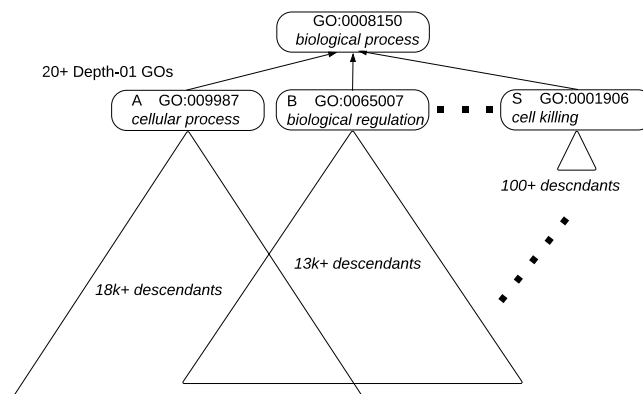 GO:0008150
biological process
20+ Depth-01 GOs
A GO:009987
cellular process
B GO:0065007
biological regulation
S GO:0001906
cell killing
100+ descndants
18k+ descendants
13k+ descendants